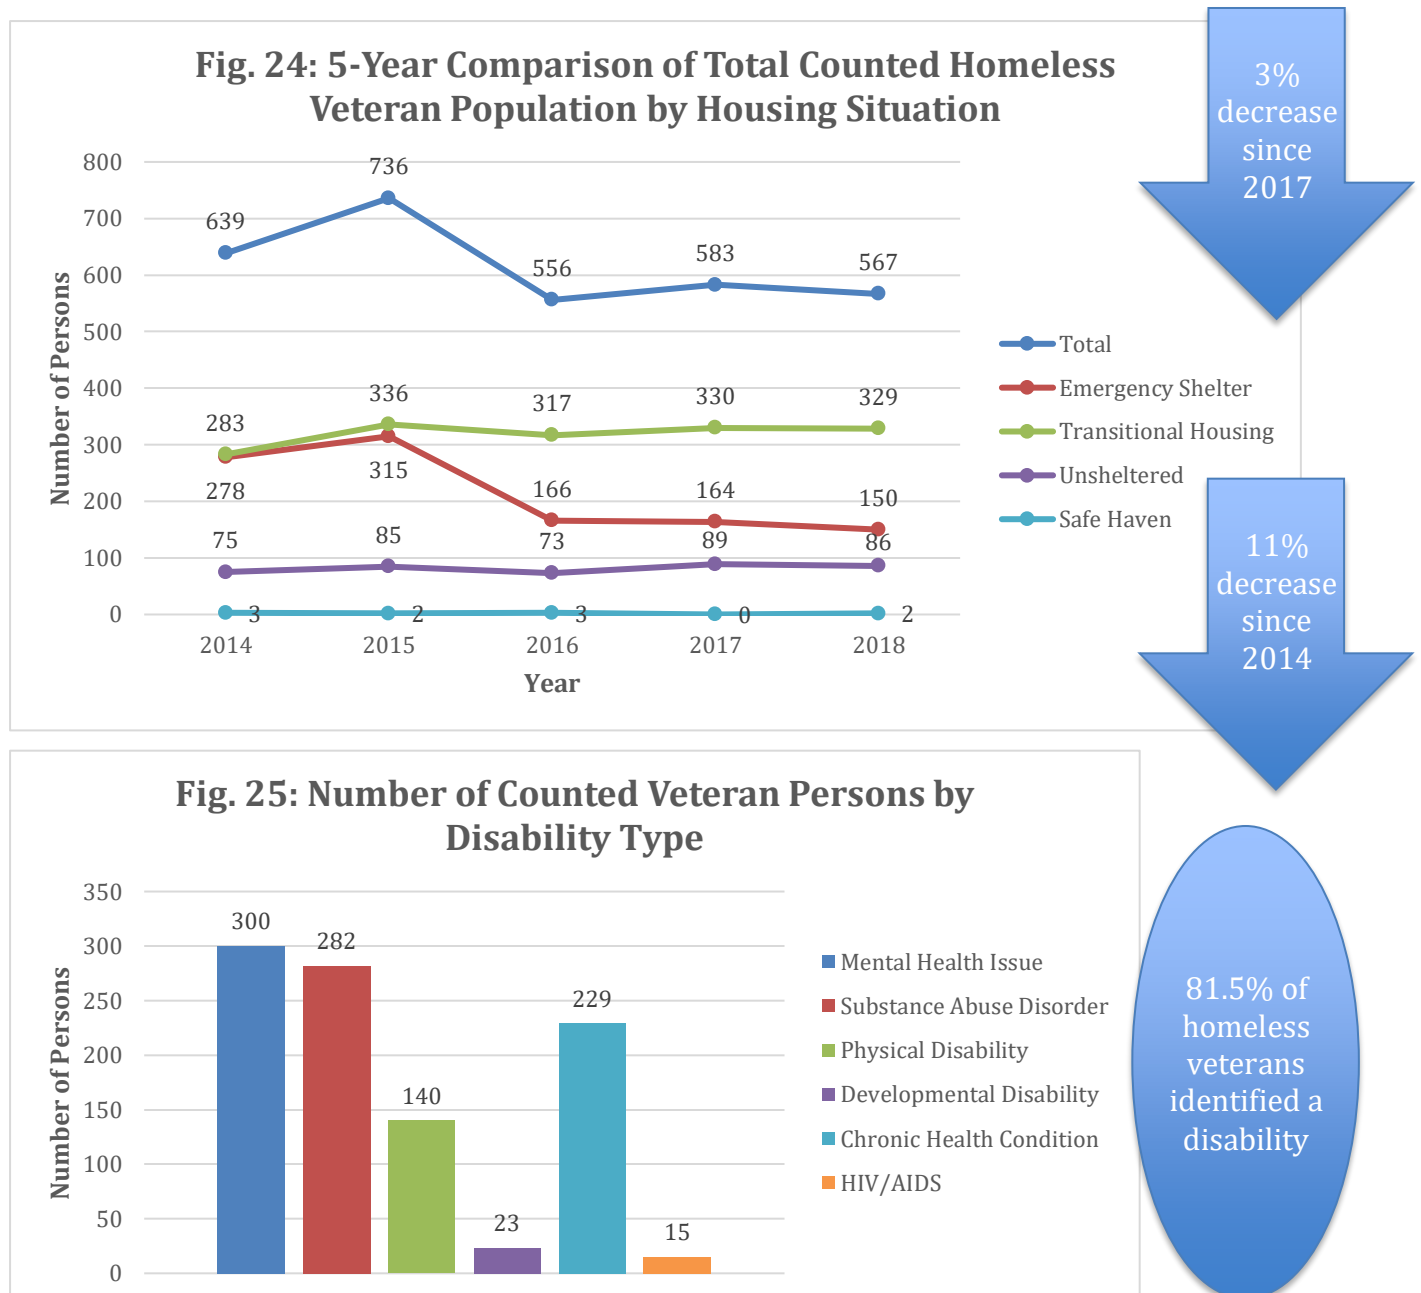 Fig. 24: 5-Year Comparison of Total Counted Homeless
Veteran Population by Housing Situation
Number of Persons
800
700
600
500
400
300
200
100
0
639
736
556
583
567
283
336
317
330
329
278
315
166
164
150
75
85
73
89
86
3
2
3
0
2
2014
2015
2016
2017
2018
Year
Total
Emergency Shelter
Transitional Housing
Unsheltered
Safe Haven
3%
decrease
since
2017
11%
decrease
since
2014
Fig. 25: Number of Counted Veteran Persons by
Disability Type
Number of Persons
350
300
250
200
150
100
50
0
300
282
140
23
229
15
Mental Health Issue
Substance Abuse Disorder
Physical Disability
Developmental Disability
Chronic Health Condition
HIV/AIDS
81.5% of
homeless
veterans
identified a
disability